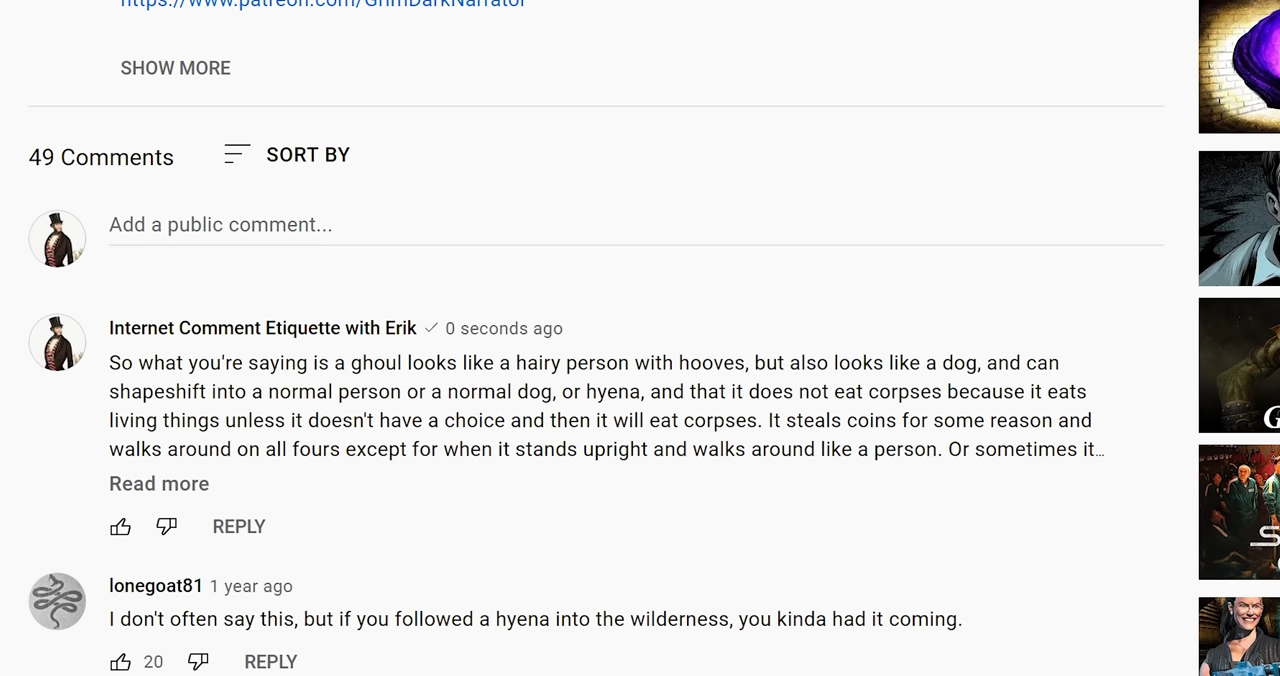 https://www.patreon.com/GrimDarkNarrator
SHOW MORE
49 Comments
SORT BY
Add a public comment...
Internet Comment Etiquette with Erik 0 seconds ago
So what you're saying is a ghoul looks like a hairy person with hooves, but also looks like a dog, and can
shapeshift into a normal person or a normal dog, or hyena, and that it does not eat corpses because it eats
living things unless it doesn't have a choice and then it will eat corpses. It steals coins for some reason and
walks around on all fours except for when it stands upright and walks around like a person. Or sometimes it…
Read more
REPLY
lonegoat81 1 year ago
I don't often say this, but if you followed a hyena into the wilderness, you kinda had it coming.
20 REPLY
G
S